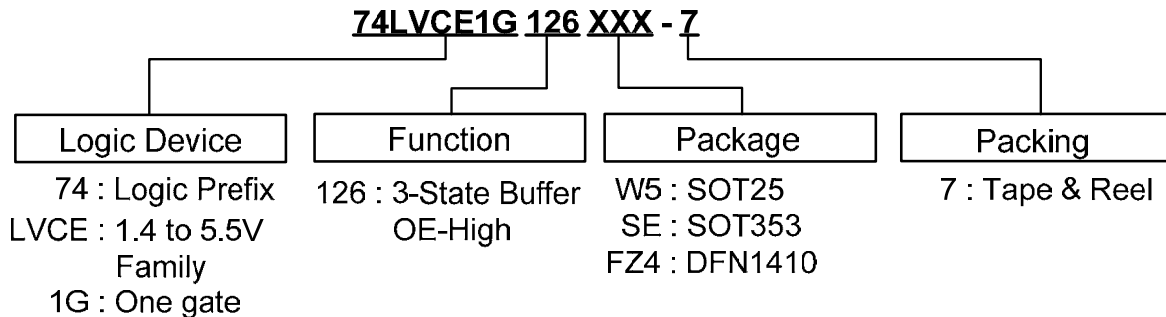 74LVCE1G 126 XXX - 7
Logic Device
74 : Logic Prefix
LVCE : 1.4 to 5.5V
Family
1G : One gate
Function
126 : 3-State Buffer
OE-High
Package
W5 : SOT25
SE : SOT353
FZ4 : DFN1410
Packing
7 : Tape & Reel